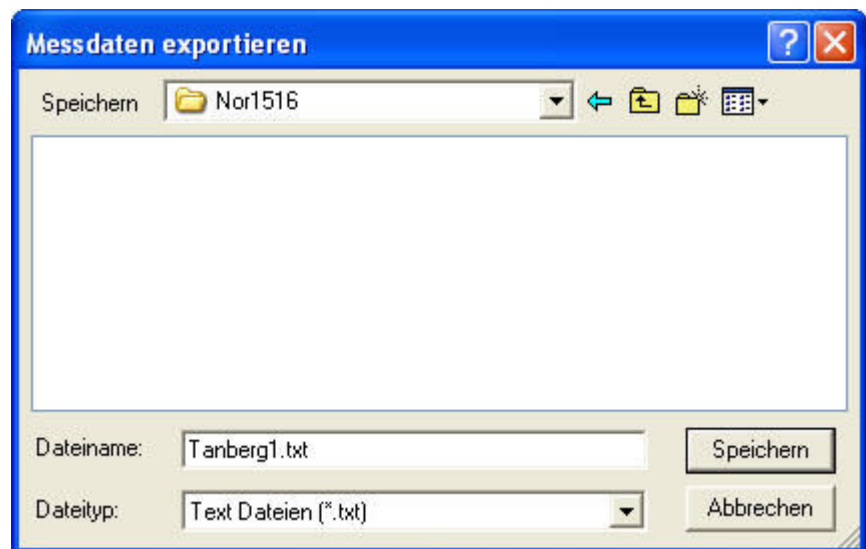 Messdaten exportieren
Speichern Nor1516
Dateiname: Tanberg1.txt Speichern
Dateityp: Text Dateien (*.txt) Abbrechen